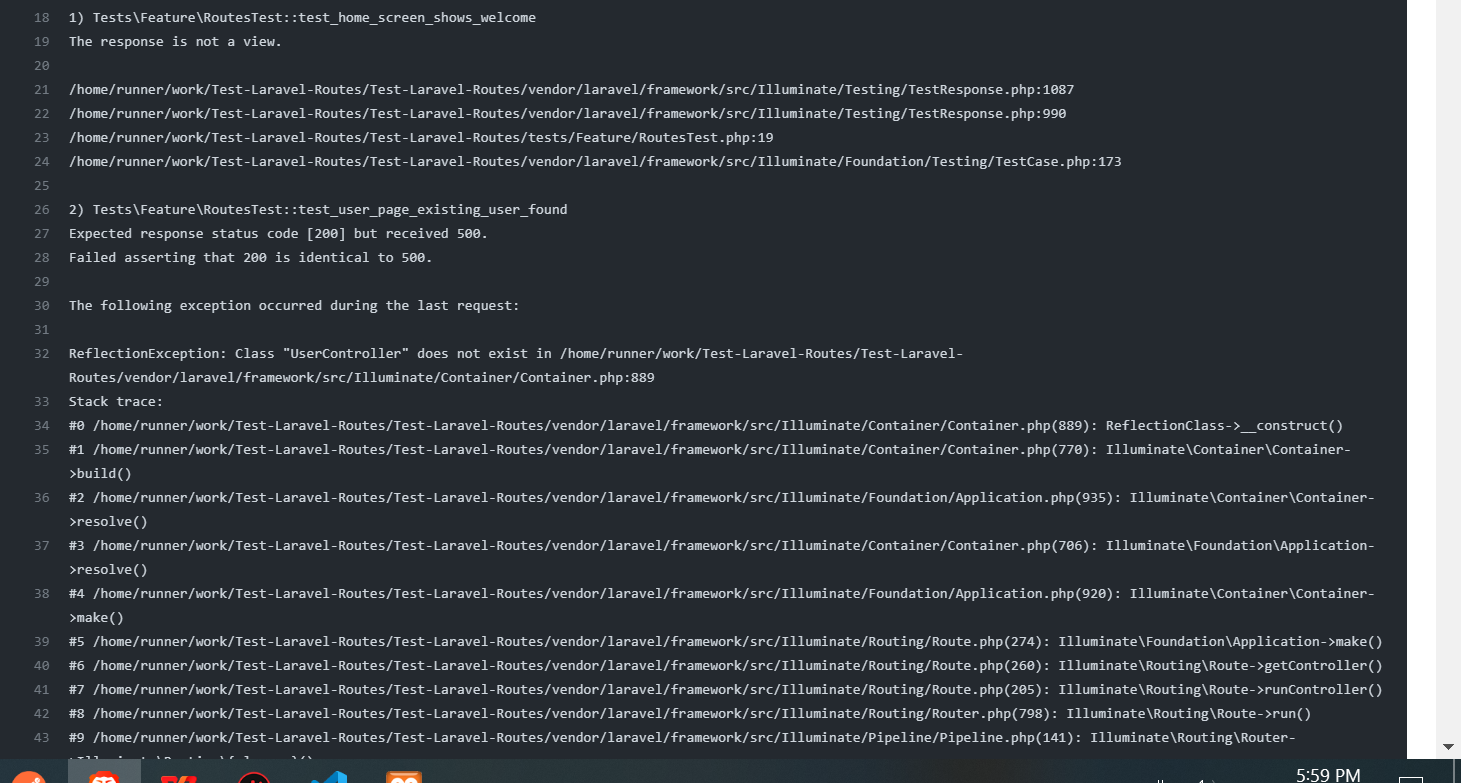 18 1) Tests\Feature\RoutesTest::test_home_screen_shows_welcome
19 The response is not a view.
20
21 /home/runner/work/Test-Laravel-Routes/Test-Laravel-Routes/vendor/laravel/framework/src/Illuminate/Testing/TestResponse.php:1087
22 /home/runner/work/Test-Laravel-Routes/Test-Laravel-Routes/vendor/laravel/framework/src/Illuminate/Testing/TestResponse.php:990
23 /home/runner/work/Test-Laravel-Routes/Test-Laravel-Routes/tests/Feature/RoutesTest.php:19
24 /home/runner/work/Test-Laravel-Routes/Test-Laravel-Routes/vendor/laravel/framework/src/Illuminate/Foundation/Testing/TestCase.php:173
25
26 2) Tests\Feature\RoutesTest::test_user_page_existing_user_found
27 Expected response status code [200] but received 500.
28 Failed asserting that 200 is identical to 500.
29
30 The following exception occurred during the last request:
31
32 ReflectionException: Class "UserController" does not exist in /home/runner/work/Test-Laravel-Routes/Test-Laravel-
Routes/vendor/laravel/framework/src/Illuminate/Container/Container.php:889
33 Stack trace:
34 #0 /home/runner/work/Test-Laravel-Routes/Test-Laravel-Routes/vendor/laravel/framework/src/Illuminate/Container/Container.php(889): ReflectionClass->__construct()
35 #1 /home/runner/work/Test-Laravel-Routes/Test-Laravel-Routes/vendor/laravel/framework/src/Illuminate/Container/Container.php(770): Illuminate\Container\Container-
>build()
36 #2 /home/runner/work/Test-Laravel-Routes/Test-Laravel-Routes/vendor/laravel/framework/src/Illuminate/Foundation/Application.php(935): Illuminate\Container\Container-
>resolve()
37 #3 /home/runner/work/Test-Laravel-Routes/Test-Laravel-Routes/vendor/laravel/framework/src/Illuminate/Container/Container.php(706): Illuminate\Foundation\Application-
>resolve()
38 #4 /home/runner/work/Test-Laravel-Routes/Test-Laravel-Routes/vendor/laravel/framework/src/Illuminate/Foundation/Application.php(920): Illuminate\Container\Container-
>make()
39 #5 /home/runner/work/Test-Laravel-Routes/Test-Laravel-Routes/vendor/laravel/framework/src/Illuminate/Routing/Route.php(274): Illuminate\Foundation\Application->make()
40 #6 /home/runner/work/Test-Laravel-Routes/Test-Laravel-Routes/vendor/laravel/framework/src/Illuminate/Routing/Route.php(260): Illuminate\Routing\Route->getController()
41 #7 /home/runner/work/Test-Laravel-Routes/Test-Laravel-Routes/vendor/laravel/framework/src/Illuminate/Routing/Route.php(205): Illuminate\Routing\Route->runController()
42 #8 /home/runner/work/Test-Laravel-Routes/Test-Laravel-Routes/vendor/laravel/framework/src/Illuminate/Routing/Router.php(798): Illuminate\Routing\Route->run()
43 #9 /home/runner/work/Test-Laravel-Routes/Test-Laravel-Routes/vendor/laravel/framework/src/Illuminate/Pipeline/Pipeline.php(141): Illuminate\Routing\Router-
5:59 PM